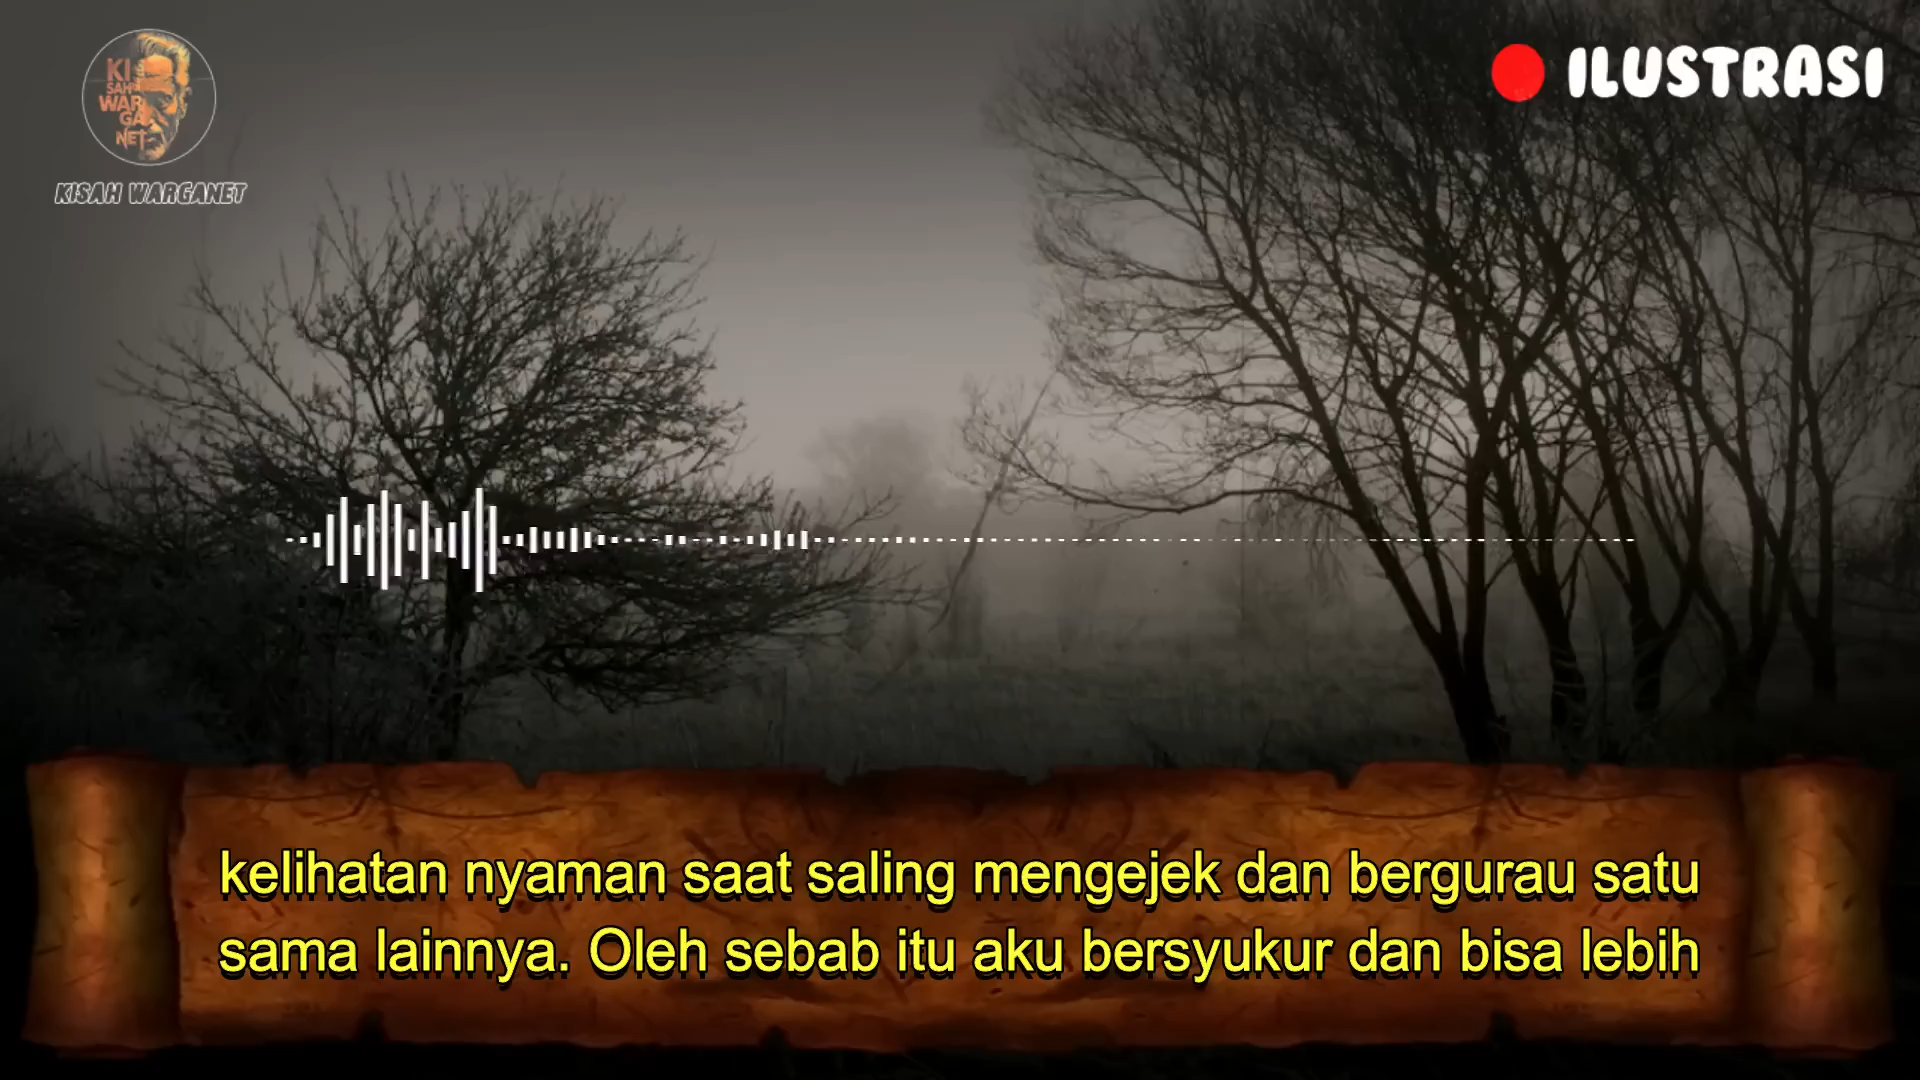 KI
SAH
WAR
GA
NET
KISAH WARGANET
ILUSTRASI
kelihatan nyaman saat saling mengejek dan bergurau satu
sama lainnya. Oleh sebab itu aku bersyukur dan bisa lebih